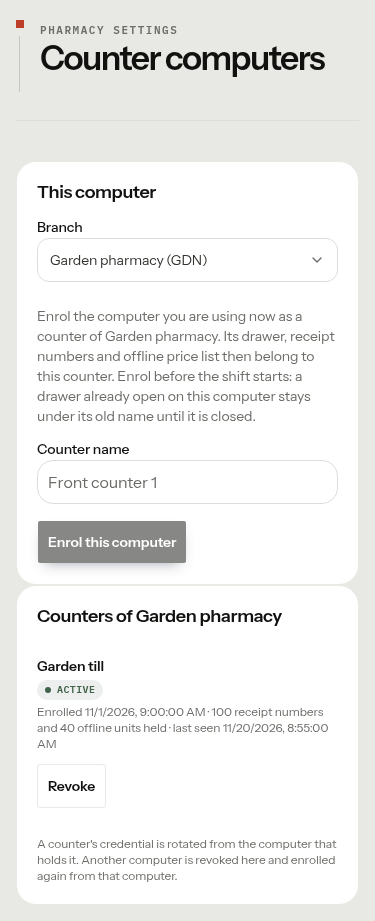 PHARMACY SETTINGS
Counter computers
This computer
Branch
Garden pharmacy (GDN)
Enrol the computer you are using now as a
counter of Garden pharmacy. Its drawer, receipt
numbers and offline price list then belong to
this counter. Enrol before the shift starts: a
drawer already open on this computer stays
under its old name until it is closed.
Counter name
Front counter 1
Enrol this computer
Counters of Garden pharmacy
Garden till
ACTIVE
Enrolled 11/1/2026, 9:00:00 AM · 100 receipt numbers
and 40 offline units held · last seen 11/20/2026, 8:55:00
AM
Revoke
A counter's credential is rotated from the computer that
holds it. Another computer is revoked here and enrolled
again from that computer.